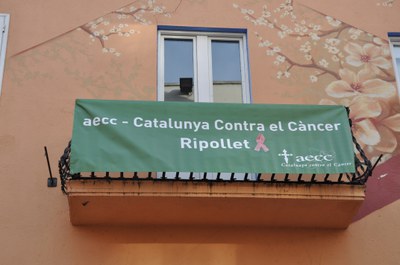 aecc - Catalunya Contra el Càncer
Ripollet
aecc
Catalunya contra el Càncer